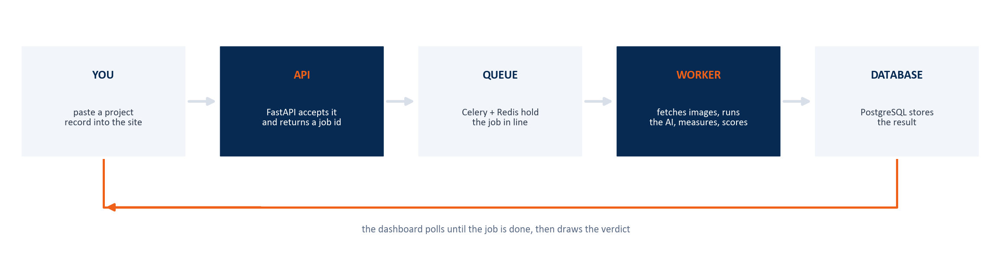 YOU
paste a project
record into the site
API
FastAPI accepts it
and returns a job id
QUEUE
Celery + Redis hold
the job in line
WORKER
fetches images, runs
the AI, measures, scores
DATABASE
PostgreSQL stores
the result
the dashboard polls until the job is done, then draws the verdict